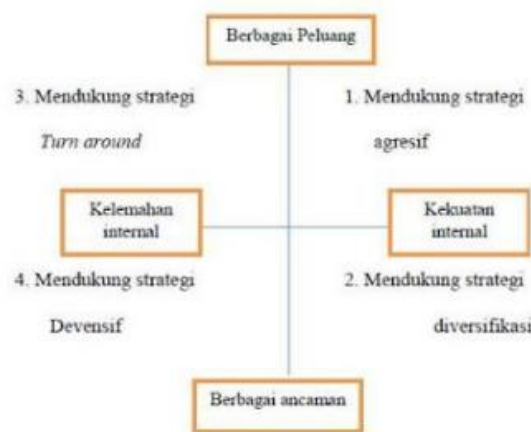 Berbagai Peluang
3. Mendukung strategi
Turn around
1. Mendukung strategi
agresif
Kelemahan
internal
Kekuatan
internal
4. Mendukung strategi
Devensif
2. Mendukung strategi
diversifikasi
Berbagai ancaman